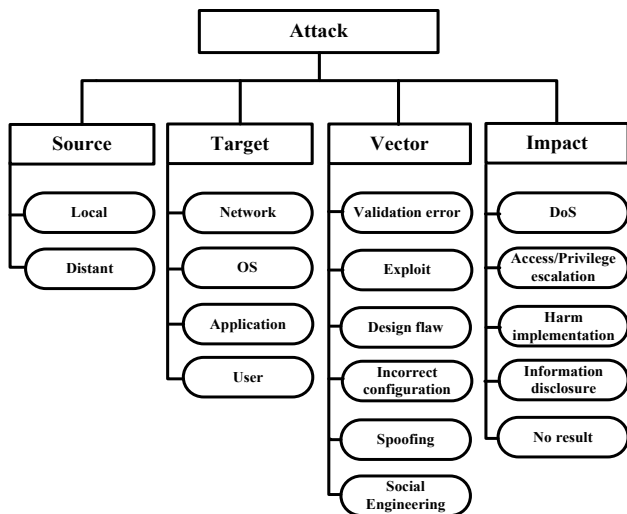 Attack
Source
Local
Distant
Target
Network
OS
Application
User
Vector
Validation error
Exploit
Design flaw
Incorrect
configuration
Spoofing
Social
Engineering
Impact
DoS
Access/Privilege
escalation
Harm
implementation
Information
disclosure
No result